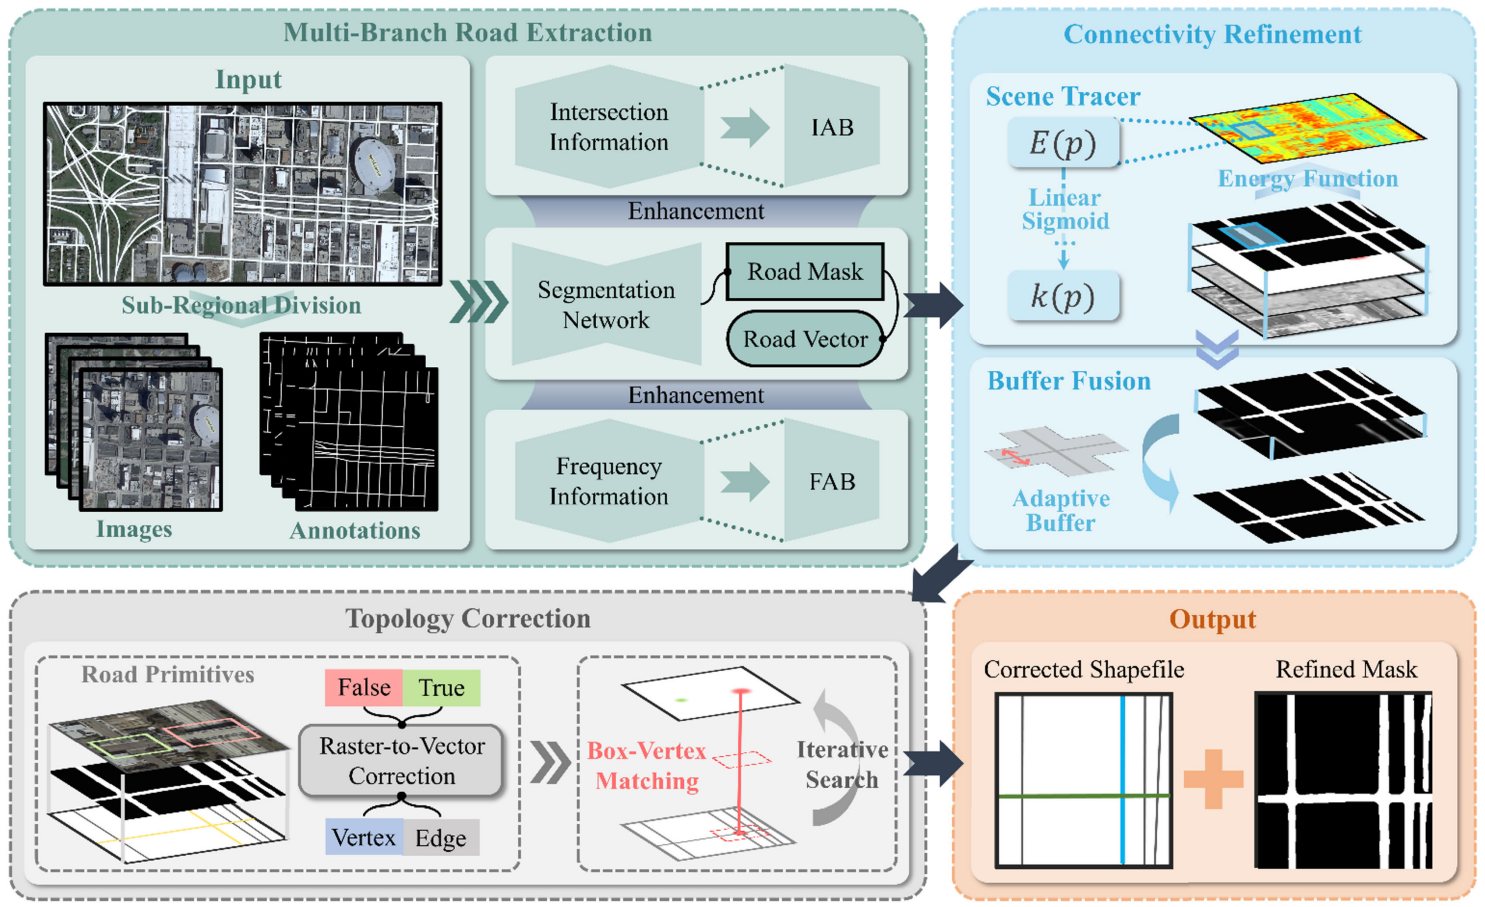 Multi-Branch Road Extraction
Input
Sub-Regional Division
Images
Annotations
Intersection
Information
IAB
Enhancement
Segmentation
Network
Road Mask
Road Vector
Enhancement
Frequency
Information
FAB
Connectivity Refinement
Scene Tracer
E(p)
Linear
Sigmoid
...
k(p)
Energy Function
Buffer Fusion
Adaptive
Buffer
Topology Correction
Road Primitives
False
True
Raster-to-Vector
Correction
Vertex
Edge
Box-Vertex
Matching
Iterative
Search
Output
Corrected Shapefile
Refined Mask